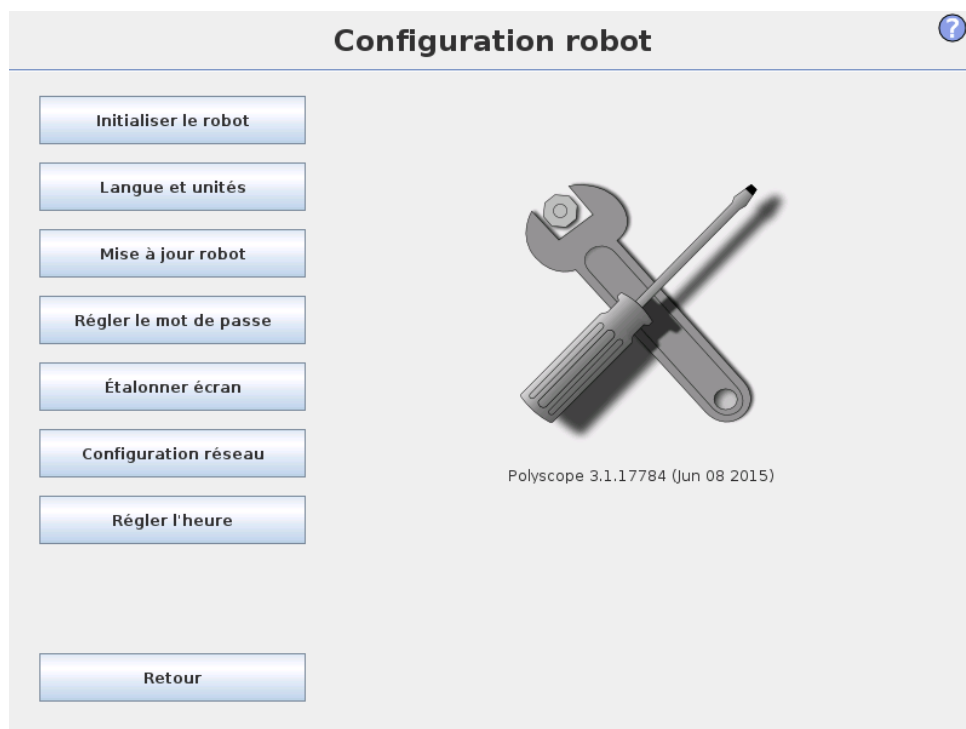 Configuration robot
?
Initialiser le robot
Langue et unités
Mise à jour robot
Régler le mot de passe
Étalonner écran
Configuration réseau
Régler l'heure
Retour
Polyscope 3.1.17784 (Jun 08 2015)